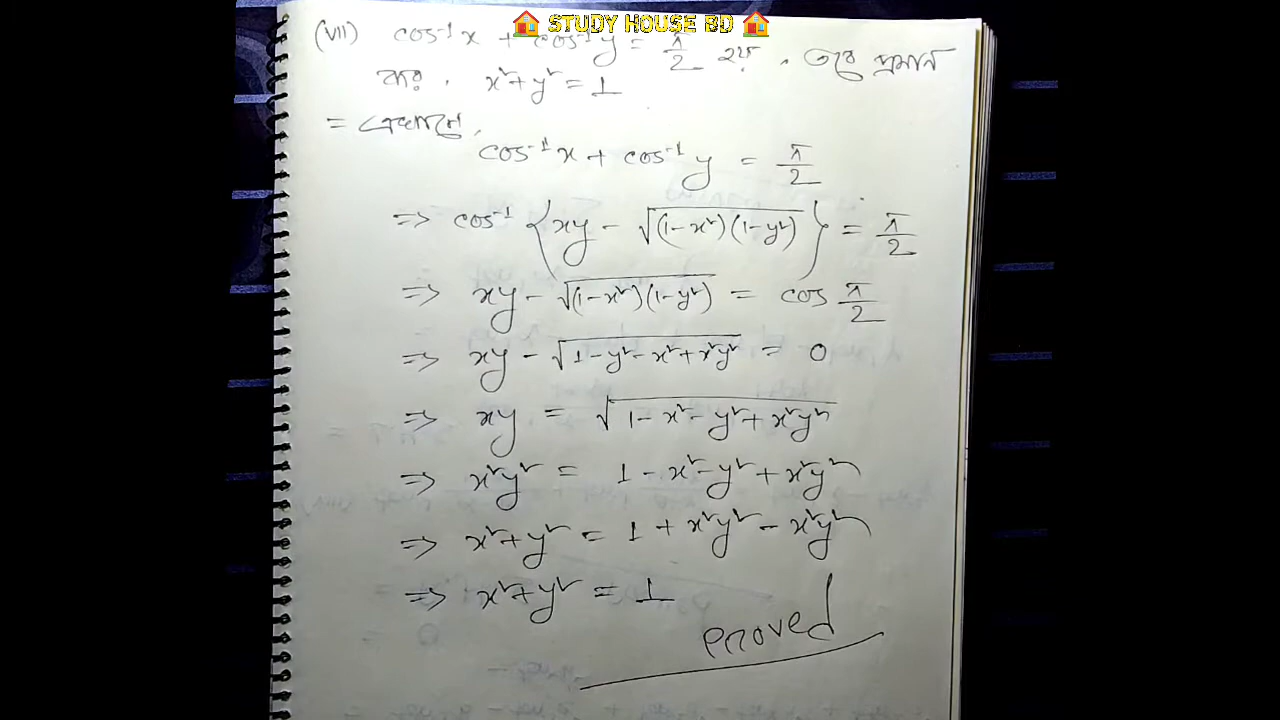 🏠 STUDY HOUSE BD 🏠
(VII) cos⁻¹x + cos⁻¹y = π/2 হয়, তবে প্রমান
কর, x² + y² = 1
= এখানে,
cos⁻¹x + cos⁻¹y = π/2
=> cos⁻¹ {xy - √(1-x²)(1-y²)} = π/2
=> xy - √(1-x²)(1-y²) = cos π/2
=> xy - √1-y²-x²+x²y² = 0
=> xy = √1-x²-y²+x²y²
=> x²y² = 1-x²-y²+x²y²
=> x²+y² = 1+x²y²-x²y²
=> x²+y² = 1
Proved